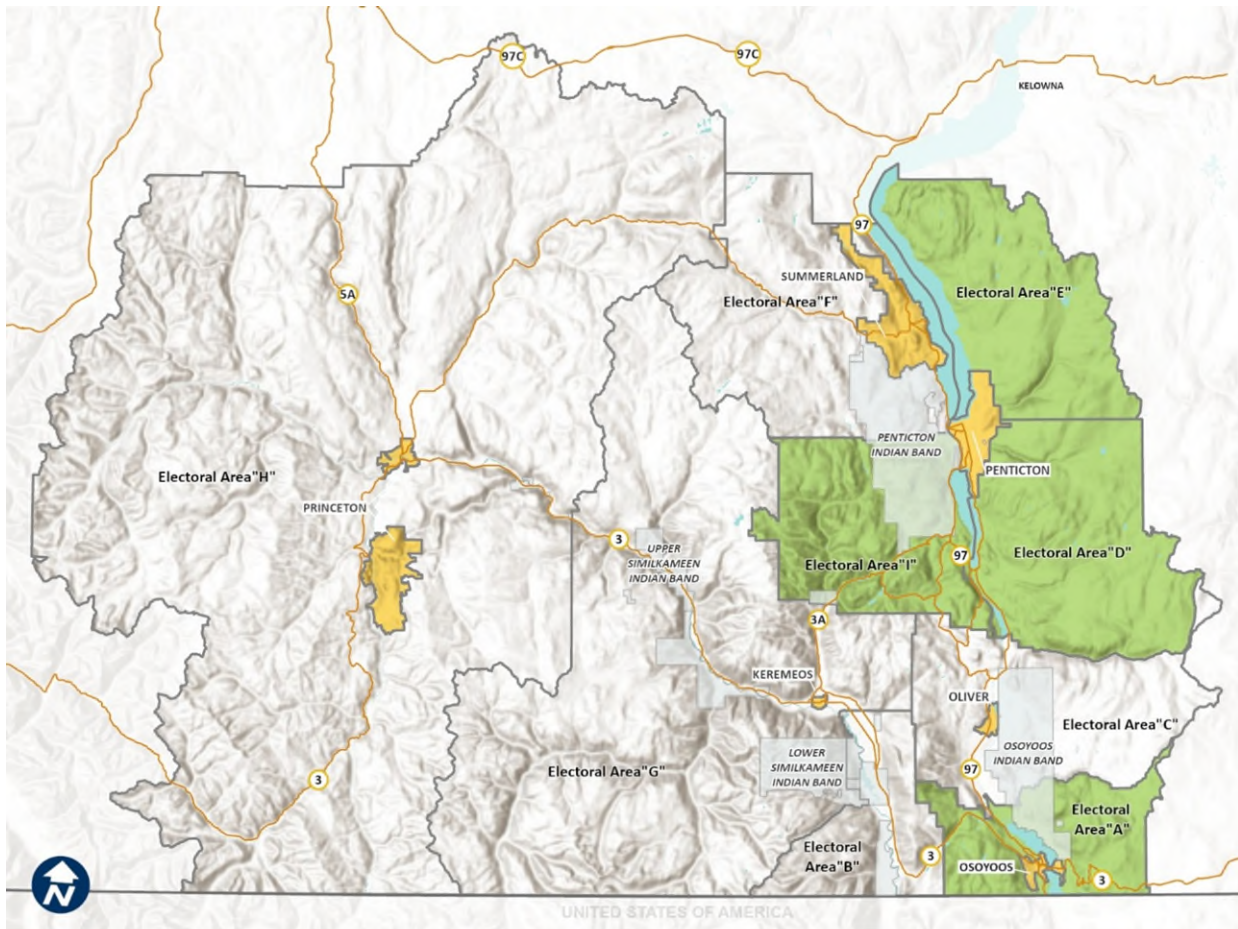 97C
97C
KELOWNA
97
SUMMERLAND
Electoral Area"E"
5A
Electoral Area"F"
PENTICTON
INDIAN BAND
PENTICTON
Electoral Area"H"
PRINCETON
3
UPPER
SIMILKAMEEN
INDIAN BAND
97
Electoral Area"D"
Electoral Area"I"
3A
KEREMEOS
OLIVER
Electoral Area"C"
OSOYOOS
INDIAN BAND
LOWER
SIMILKAMEEN
INDIAN BAND
Electoral Area"G"
97
3
Electoral
Area"A"
Electoral
Area"B"
3
OSOYOOS
3
N
UNITED STATES OF AMERICA